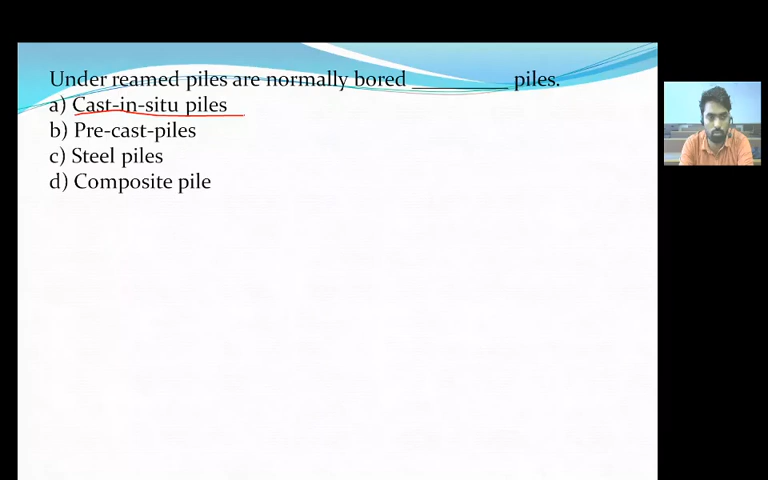 Under reamed piles are normally bored __________ piles.
a) Cast-in-situ piles
b) Pre-cast-piles
c) Steel piles
d) Composite pile